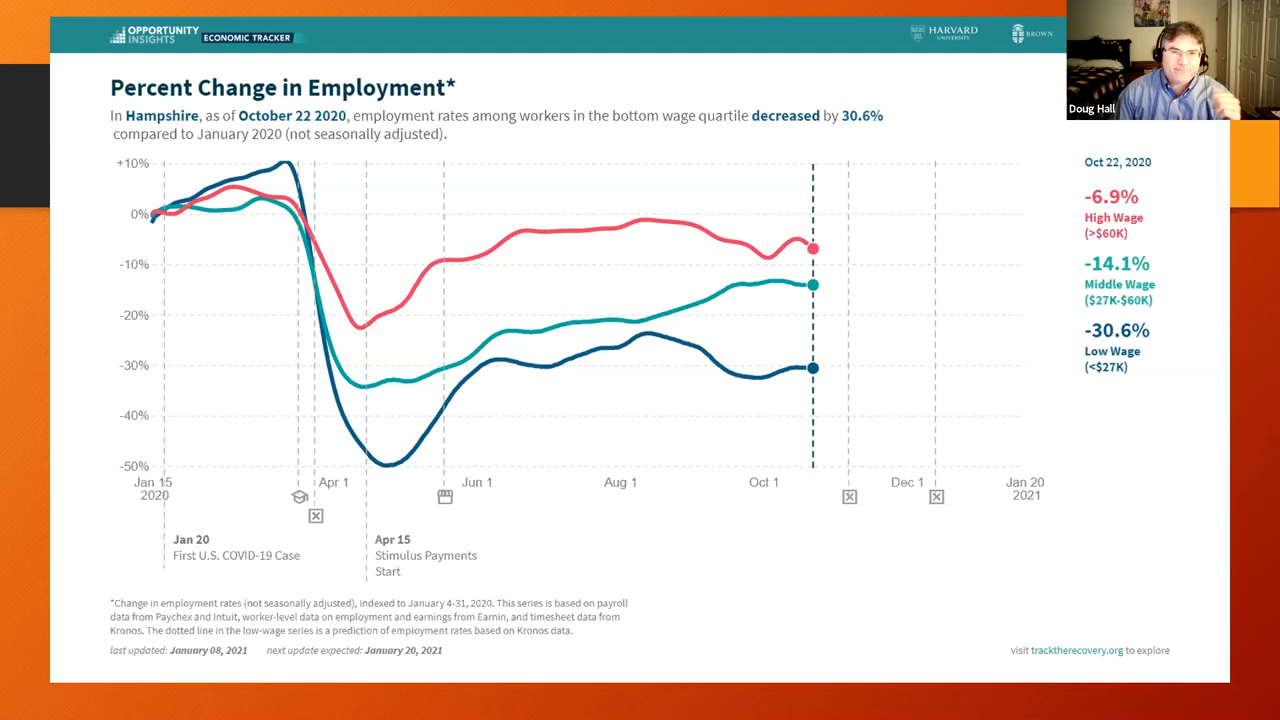 OPPORTUNITY
INSIGHTS
ECONOMIC TRACKER
HARVARD
UNIVERSITY
BROWN
Doug Hall
Percent Change in Employment*
In Hampshire, as of October 22 2020, employment rates among workers in the bottom wage quartile decreased by 30.6%
compared to January 2020 (not seasonally adjusted).
Oct 22, 2020
-6.9%
High Wage
(>$60K)
-14.1%
Middle Wage
($27K-$60K)
-30.6%
Low Wage
(<$27K)
+10%
0%
-10%
-20%
-30%
-40%
-50%
Jan 15
2020
Apr 1
Jun 1
Aug 1
Oct 1
Dec 1
Jan 20
2021
Jan 20
First U.S. COVID-19 Case
Apr 15
Stimulus Payments
Start
*Change in employment rates (not seasonally adjusted), indexed to January 4-31, 2020. This series is based on payroll
data from Paychex and Intuit, worker-level data on employment and earnings from Earnin, and timesheet data from
Kronos. The dotted line in the low-wage series is a prediction of employment rates based on Kronos data.
last updated: January 08, 2021 next update expected: January 20, 2021
visit tracktherecovery.org to explore